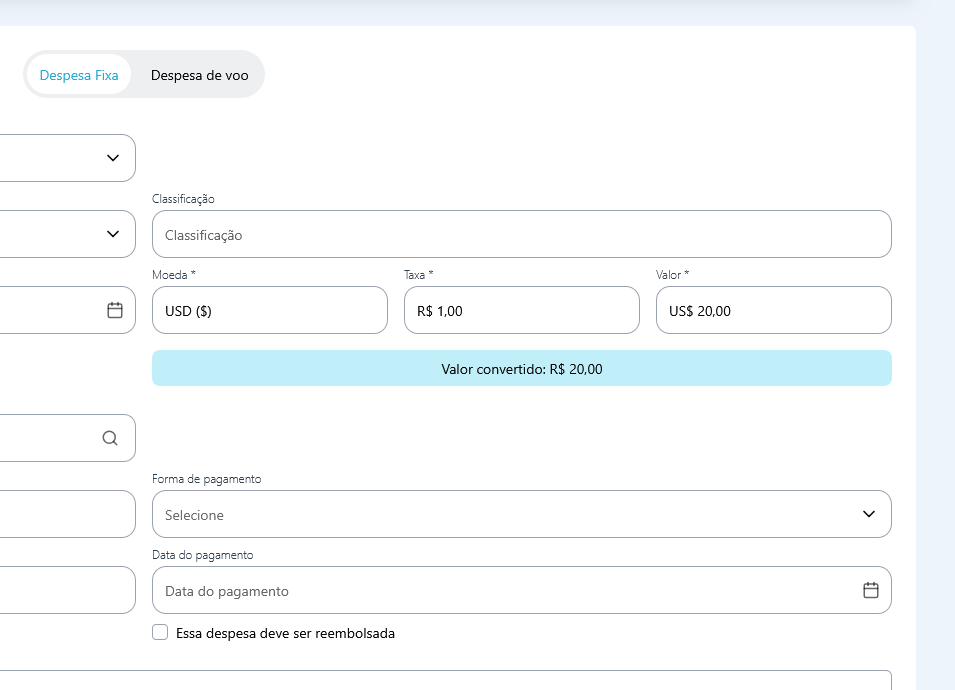 Despesa Fixa
Despesa de voo
Classificação
Classificação
Moeda *
Taxa *
Valor *
USD ($)
R$ 1,00
US$ 20,00
Valor convertido: R$ 20,00
Forma de pagamento
Selecione
Data do pagamento
Data do pagamento
Essa despesa deve ser reembolsada